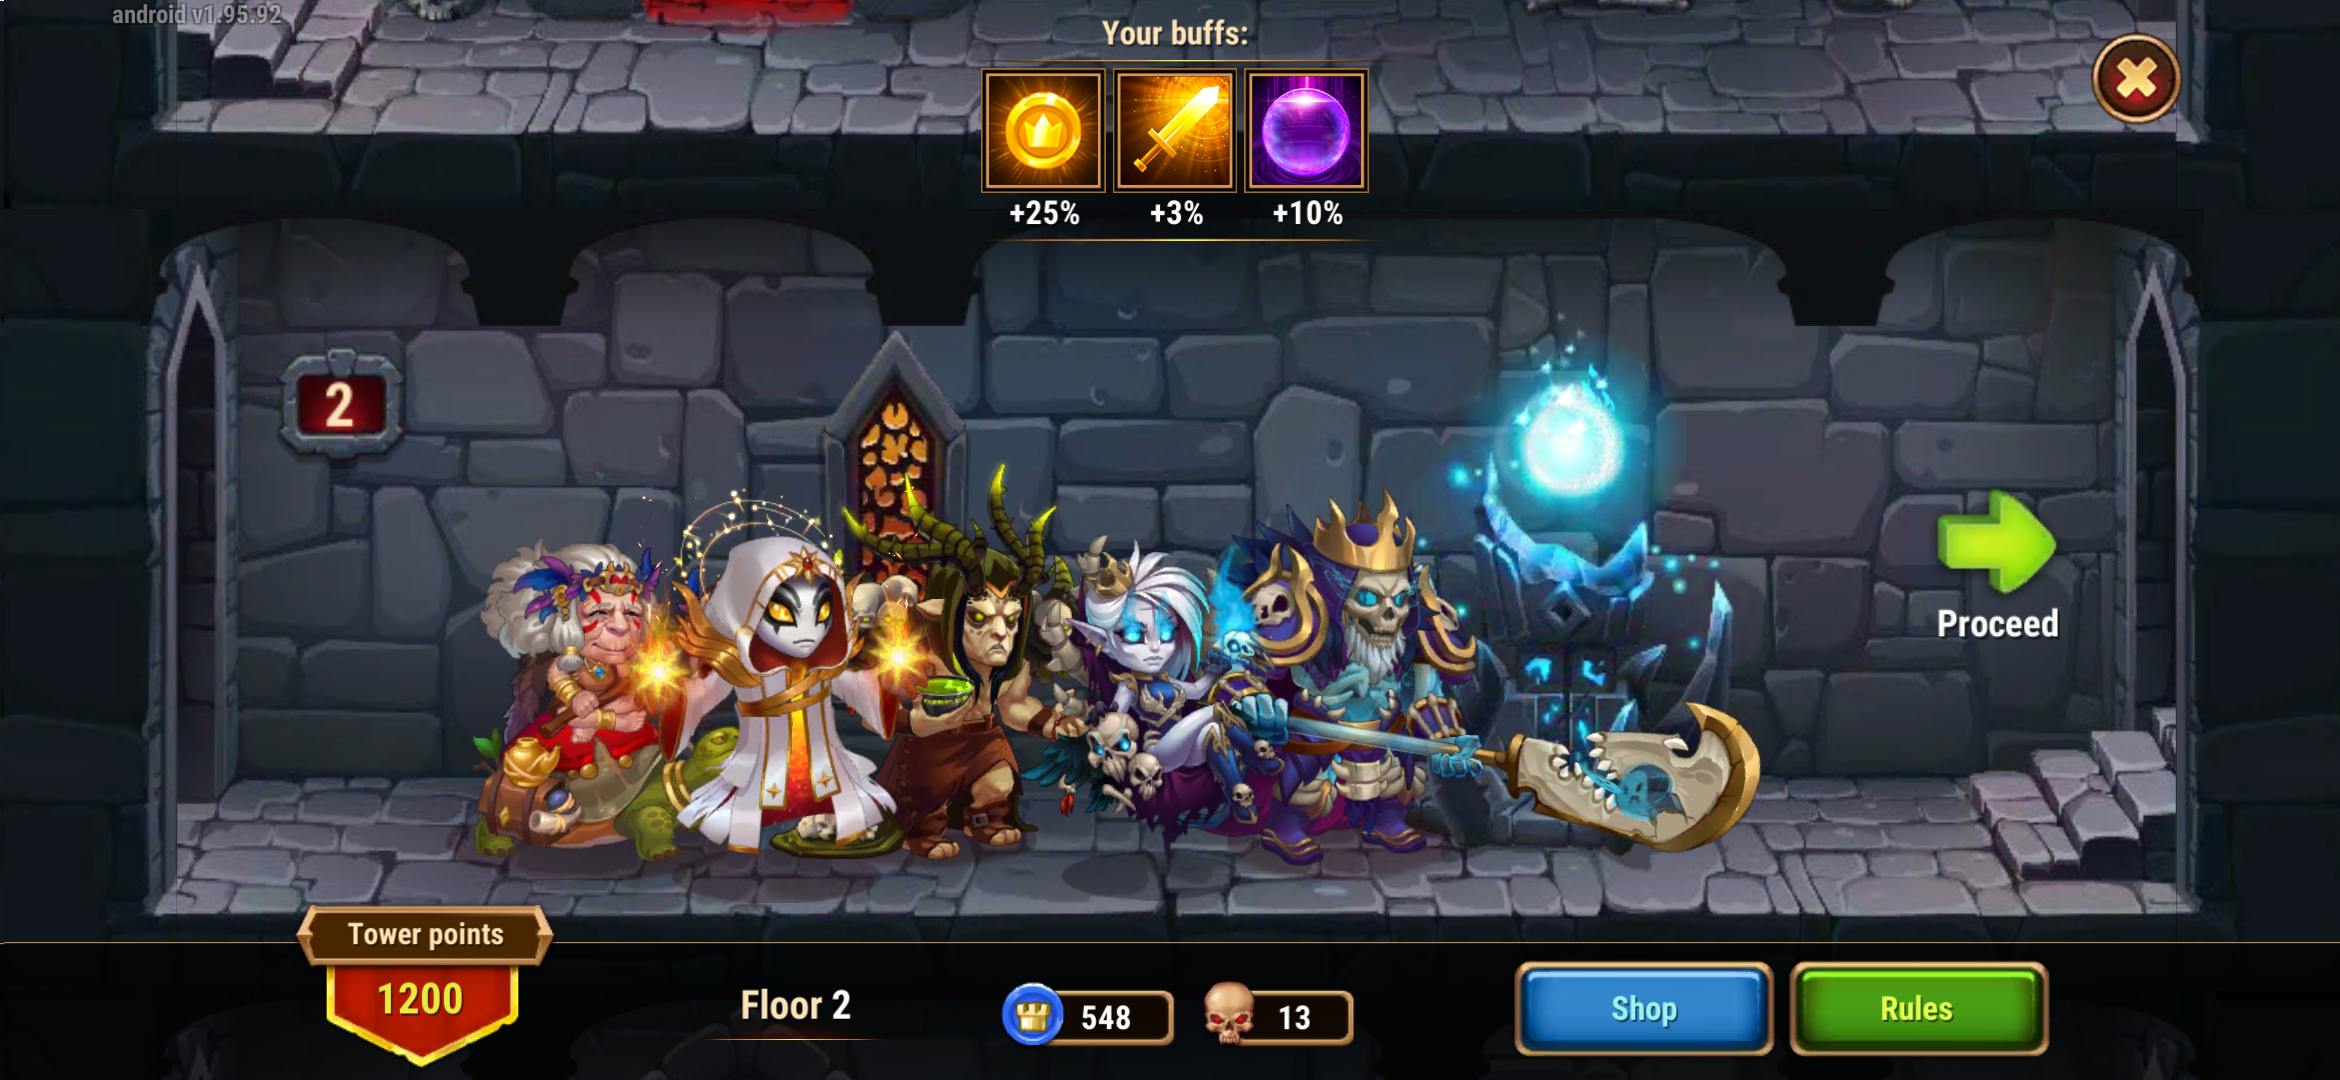 android v1.95.92
Your buffs:
+25% +3% +10%
2
Proceed
Tower points
1200
Floor 2
548
13
Shop
Rules